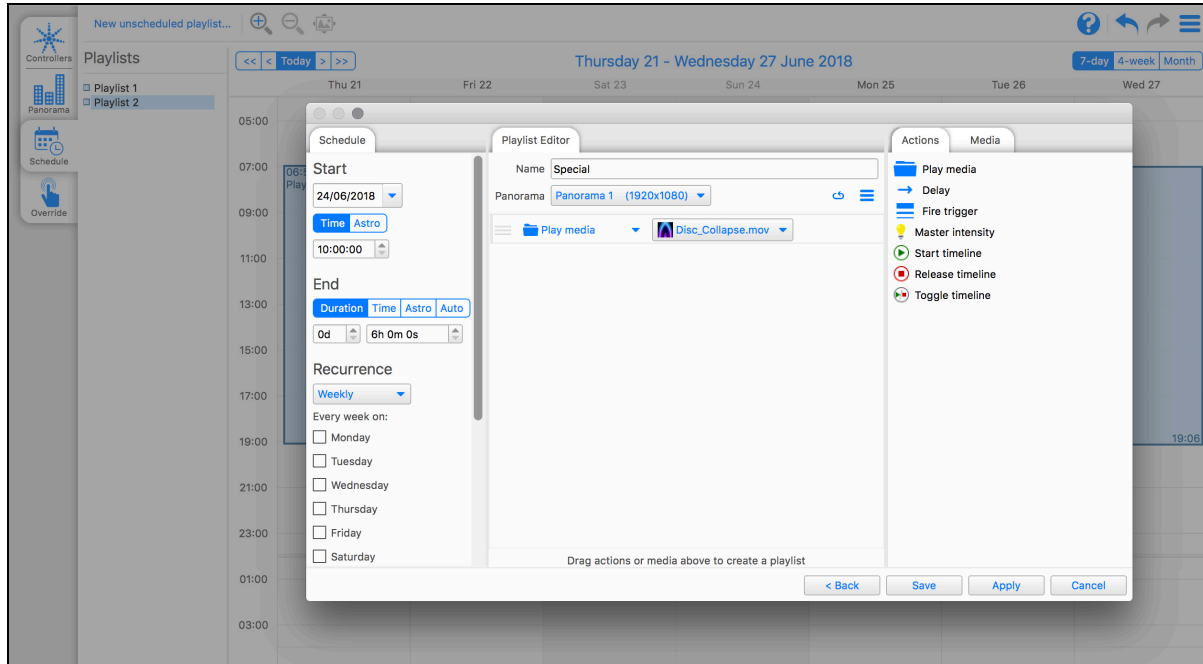 New unscheduled playlist...
Controllers
Panorama
Schedule
Override
Playlists
Playlist 1
Playlist 2
<< < Today > >>
Thursday 21 - Wednesday 27 June 2018
7-day 4-week Month
Thu 21 Fri 22 Sat 23 Sun 24 Mon 25 Tue 26 Wed 27
05:00
07:00
09:00
11:00
13:00
15:00
17:00
19:00
21:00
23:00
01:00
03:00
19:06
Schedule
Start
24/06/2018
Time Astro
10:00:00
End
Duration Time Astro Auto
0d 6h 0m 0s
Recurrence
Weekly
Every week on:
Monday
Tuesday
Wednesday
Thursday
Friday
Saturday
Playlist Editor
Name Special
Panorama Panorama 1 (1920x1080)
Play media Disc_Collapse.mov
Drag actions or media above to create a playlist
Actions Media
Play media
Delay
Fire trigger
Master intensity
Start timeline
Release timeline
Toggle timeline
< Back Save Apply Cancel